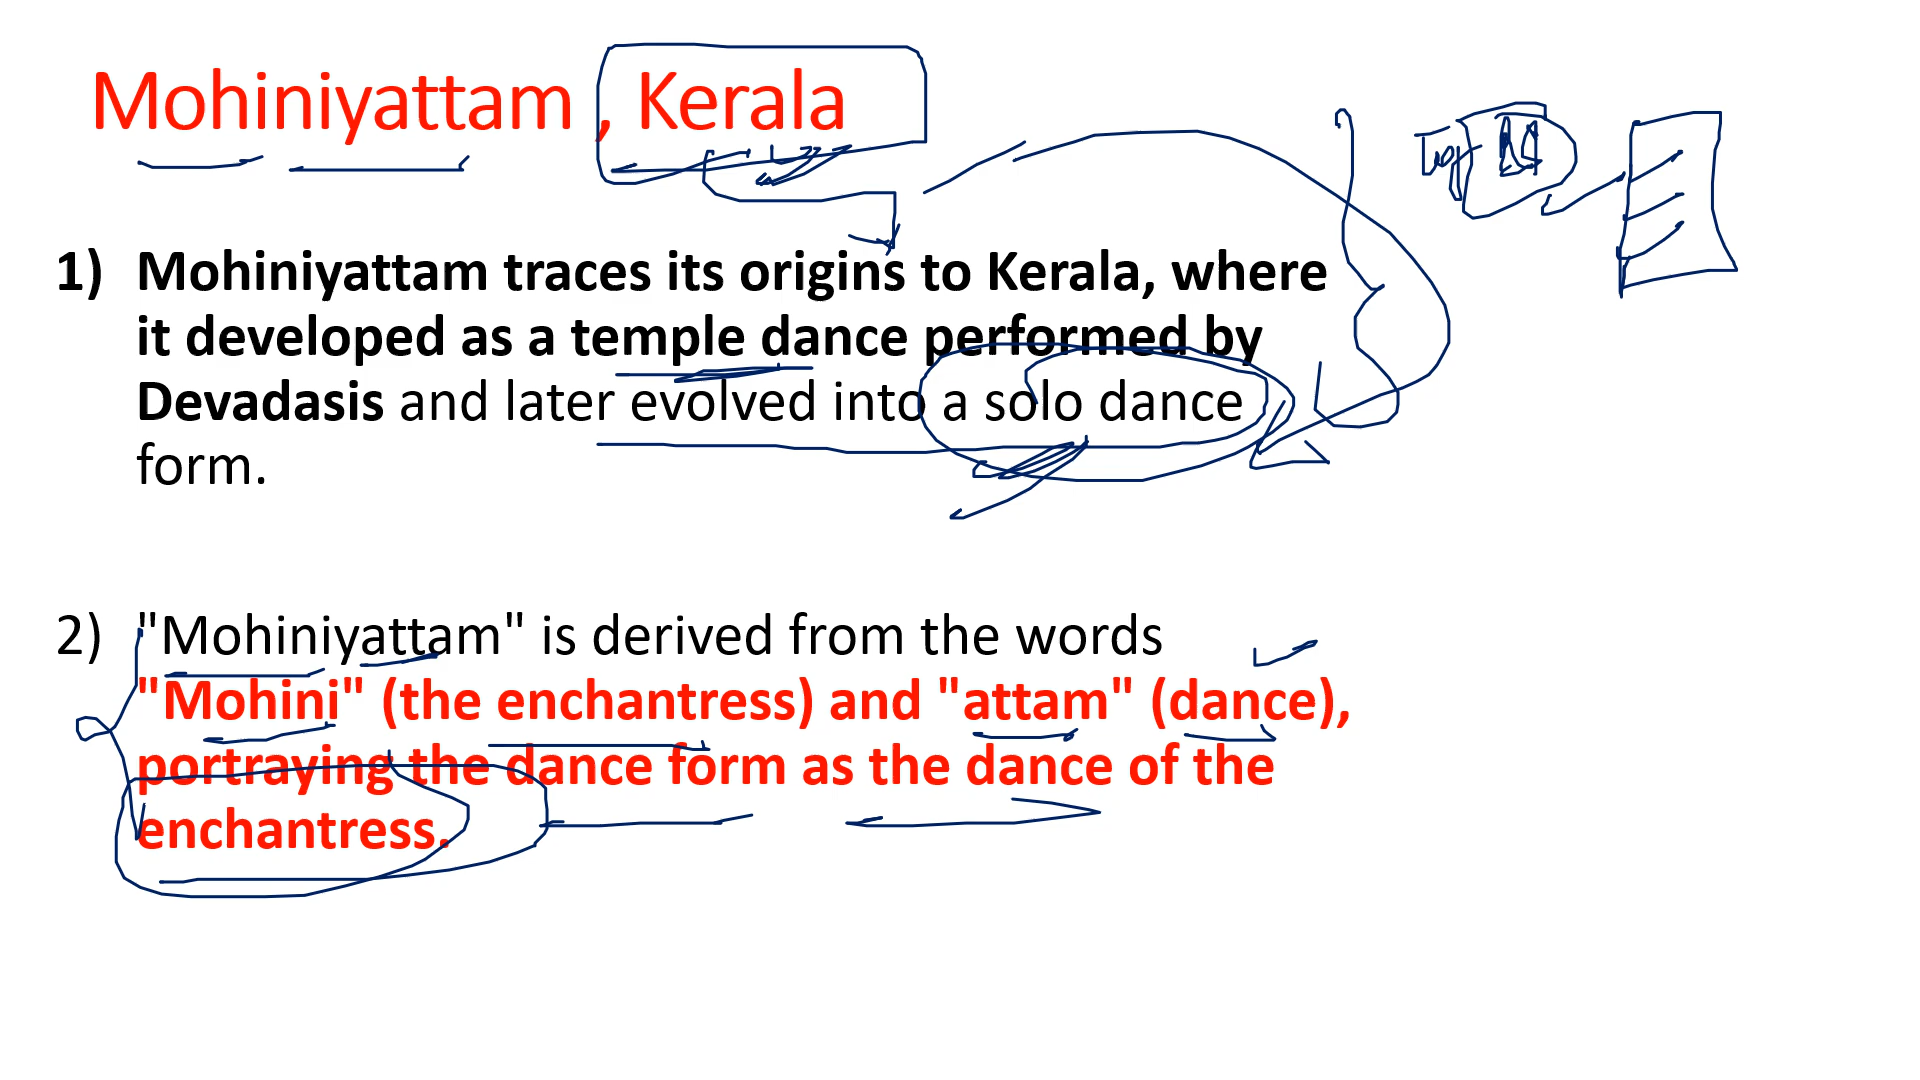 Mohiniyattam , Kerala
1) Mohiniyattam traces its origins to Kerala, where
it developed as a temple dance performed by
Devadasis and later evolved into a solo dance
form.
2) "Mohiniyattam" is derived from the words
"Mohini" (the enchantress) and "attam" (dance),
portraying the dance form as the dance of the
enchantress.